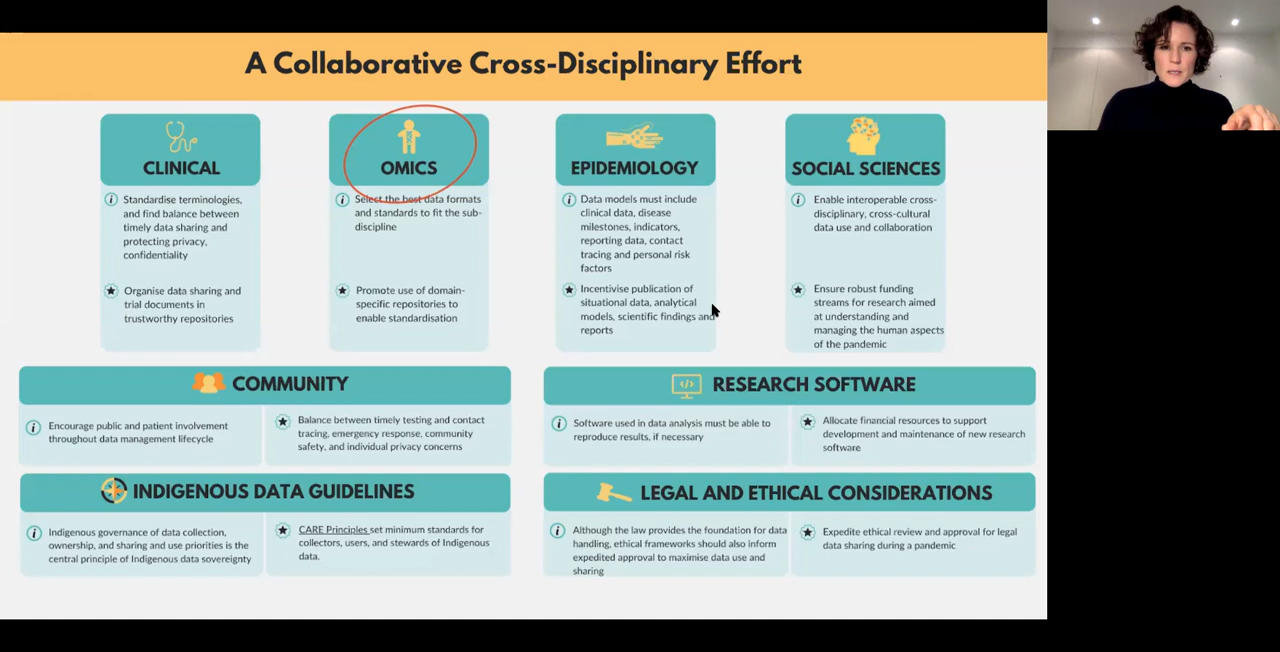 A Collaborative Cross-Disciplinary Effort
CLINICAL
Standardise terminologies,
and find balance between
timely data sharing and
protecting privacy,
confidentiality
Organise data sharing and
trial documents in
trustworthy repositories
OMICS
Select the best data formats
and standards to fit the sub-
discipline
Promote use of domain-
specific repositories to
enable standardisation
EPIDEMIOLOGY
Data models must include
clinical data, disease
milestones, indicators,
reporting data, contact
tracing and personal risk
factors
Incentivise publication of
situational data, analytical
models, scientific findings and
reports
SOCIAL SCIENCES
Enable interoperable cross-
disciplinary, cross-cultural
data use and collaboration
Ensure robust funding
streams for research aimed
at understanding and
managing the human aspects
of the pandemic
COMMUNITY
Encourage public and patient involvement
throughout data management lifecycle
Balance between timely testing and contact
tracing, emergency response, community
safety, and individual privacy concerns
RESEARCH SOFTWARE
Software used in data analysis must be able to
reproduce results, if necessary
Allocate financial resources to support
development and maintenance of new research
software
INDIGENOUS DATA GUIDELINES
Indigenous governance of data collection,
ownership, and sharing and use priorities is the
central principle of Indigenous data sovereignty
CARE Principles set minimum standards for
collectors, users, and stewards of Indigenous
data.
LEGAL AND ETHICAL CONSIDERATIONS
Although the law provides the foundation for data
handling, ethical frameworks should also inform
expedited approval to maximise data use and
sharing
Expedite ethical review and approval for legal
data sharing during a pandemic